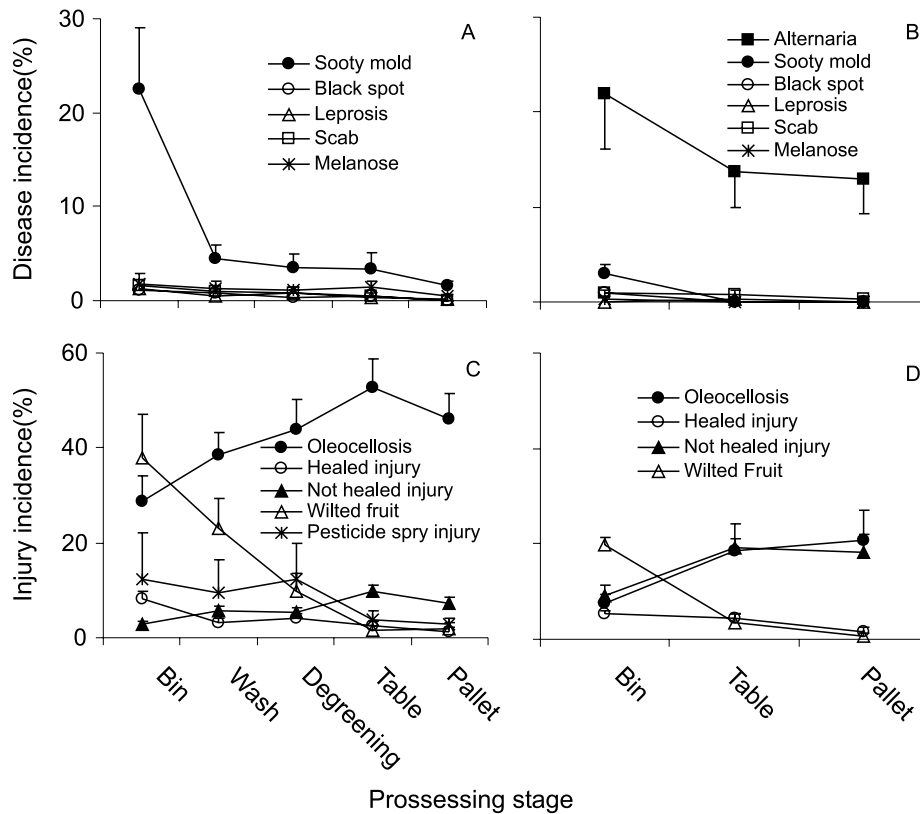 A
B
Disease incidence(%)
30
20
10
0
Sooty mold
Black spot
Leprosis
Scab
Melanose
Alternaria
Sooty mold
Black spot
Leprosis
Scab
Melanose
C
D
Injury incidence(%)
60
40
20
0
Oleocellosis
Healed injury
Not healed injury
Wilted fruit
Pesticide spry injury
Oleocellosis
Healed injury
Not healed injury
Wilted Fruit
Bin
Wash
Degreening
Table
Pallet
Bin
Table
Pallet
Prossessing stage